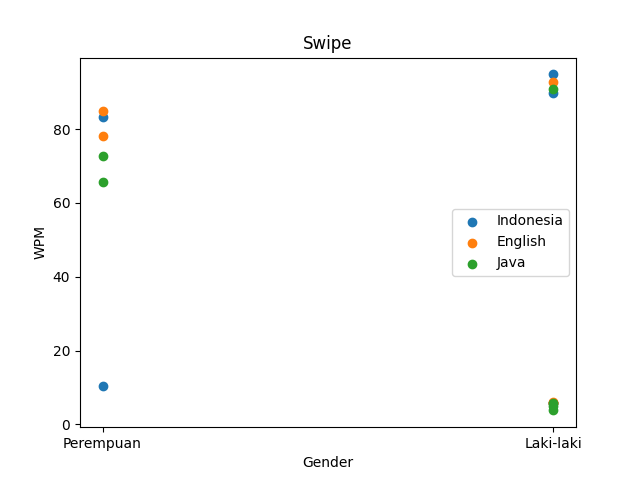 Swipe
80
60
40
20
0
WPM
Indonesia
English
Java
Perempuan
Laki-laki
Gender